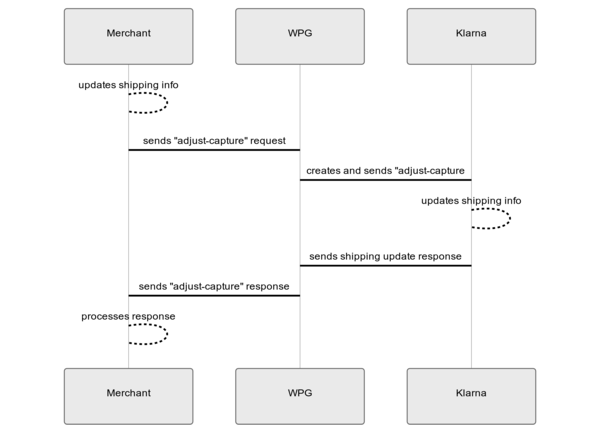 Merchant
WPG
Klarna
updates shipping info
sends "adjust-capture" request
creates and sends "adjust-capture
updates shipping info
sends shipping update response
sends "adjust-capture" response
processes response
Merchant
WPG
Klarna